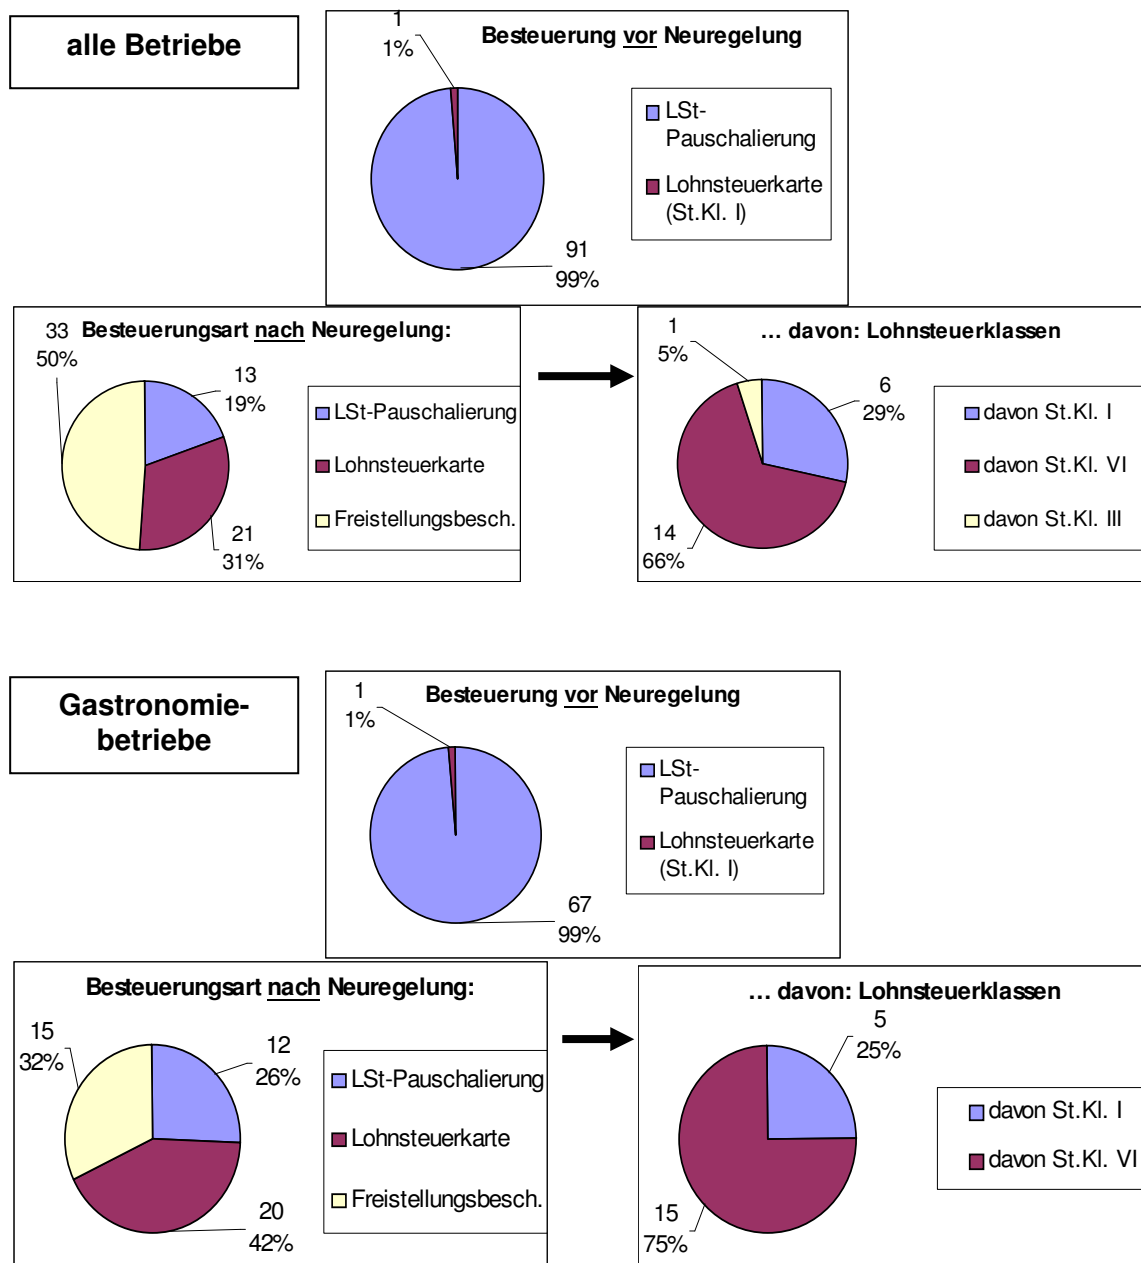 alle Betriebe
Besteuerung vor Neuregelung
1
1%
LSt-
Pauschalierung
Lohnsteuerkarte
(St.Kl. I)
91
99%
Besteuerungsart nach Neuregelung:
33
50%
13
19%
21
31%
LSt-Pauschalierung
Lohnsteuerkarte
Freistellungsbesch.
... davon: Lohnsteuerklassen
1
5%
6
29%
14
66%
davon St.Kl. I
davon St.Kl. VI
davon St.Kl. III
Gastronomie-
betriebe
Besteuerung vor Neuregelung
1
1%
LSt-
Pauschalierung
Lohnsteuerkarte
(St.Kl. I)
67
99%
Besteuerungsart nach Neuregelung:
15
32%
12
26%
20
42%
LSt-Pauschalierung
Lohnsteuerkarte
Freistellungsbesch.
... davon: Lohnsteuerklassen
5
25%
15
75%
davon St.Kl. I
davon St.Kl. VI